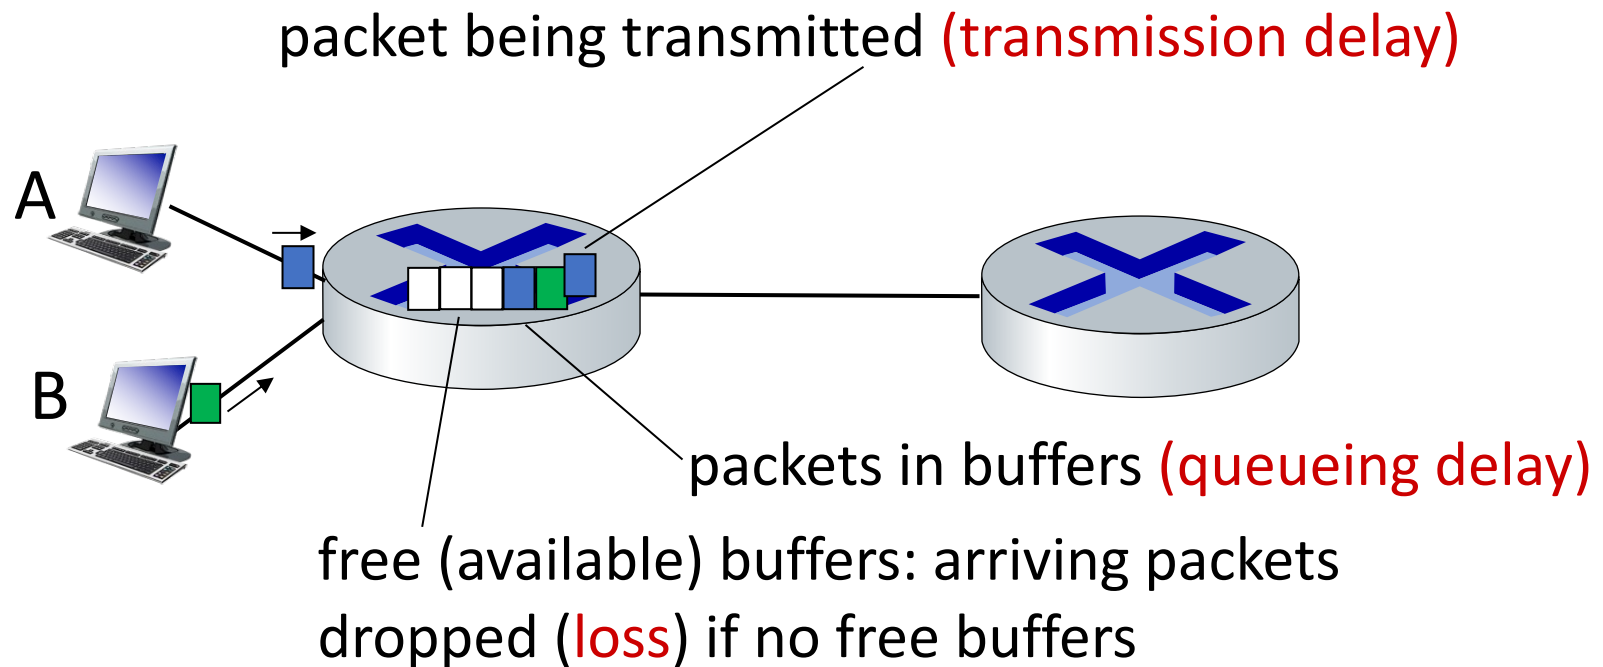 packet being transmitted (transmission delay)
A
B
packets in buffers (queueing delay)
free (available) buffers: arriving packets
dropped (loss) if no free buffers